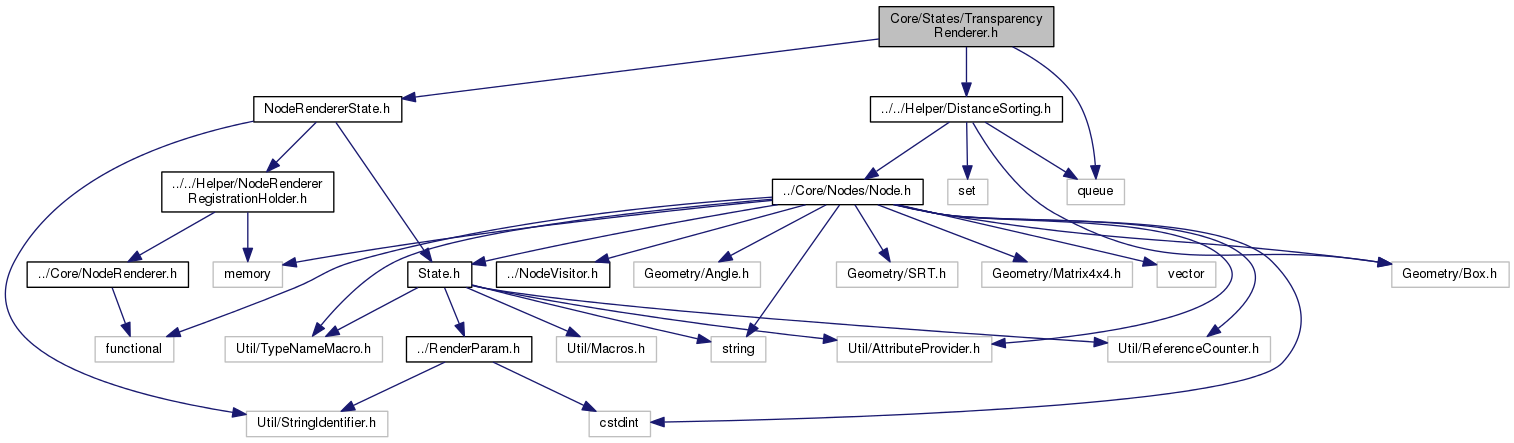 Core/States/Transparency
Renderer.h
NodeRendererState.h
../../Helper/DistanceSorting.h
../../Helper/NodeRenderer
RegistrationHolder.h
../Core/Nodes/Node.h
set
queue
../Core/NodeRenderer.h
memory
State.h
../NodeVisitor.h
Geometry/Angle.h
Geometry/SRT.h
Geometry/Matrix4x4.h
vector
Geometry/Box.h
functional
Util/TypeNameMacro.h
../RenderParam.h
Util/Macros.h
string
Util/AttributeProvider.h
Util/ReferenceCounter.h
Util/StringIdentifier.h
cstdint